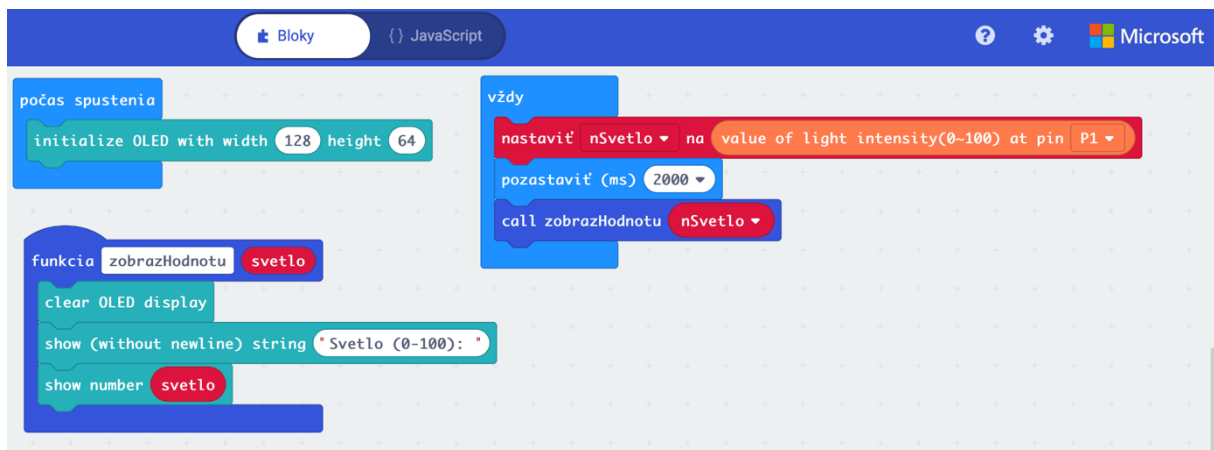 Bloky
{} JavaScript
Microsoft
počas spustenia
initialize OLED with width 128 height 64
funkcia zobrazHodnotu svetlo
clear OLED display
show (without newline) string "Svetlo (0-100): "
show number svetlo
vždy
nastaviť nSvetlo na value of light intensity(0~100) at pin P1
pozastaviť (ms) 2000
call zobrazHodnotu nSvetlo